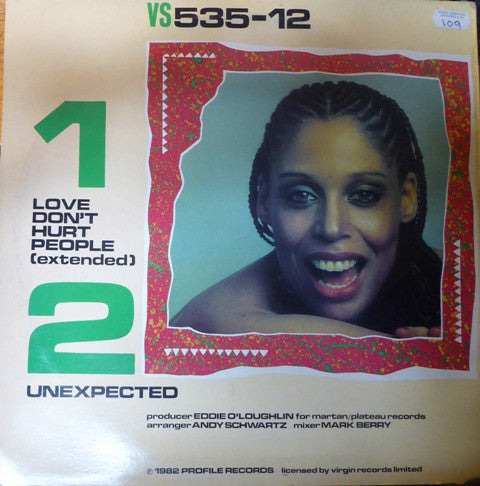 VS535-12
109
1
LOVE
DON'T
HURT
PEOPLE
(extended)
2
UNEXPECTED
producer EDDIE O'LOUGHLIN for martan/plateau records
arranger ANDY SCHWARTZ mixer MARK BERRY
℗ 1982 PROFILE RECORDS licensed by virgin records limited